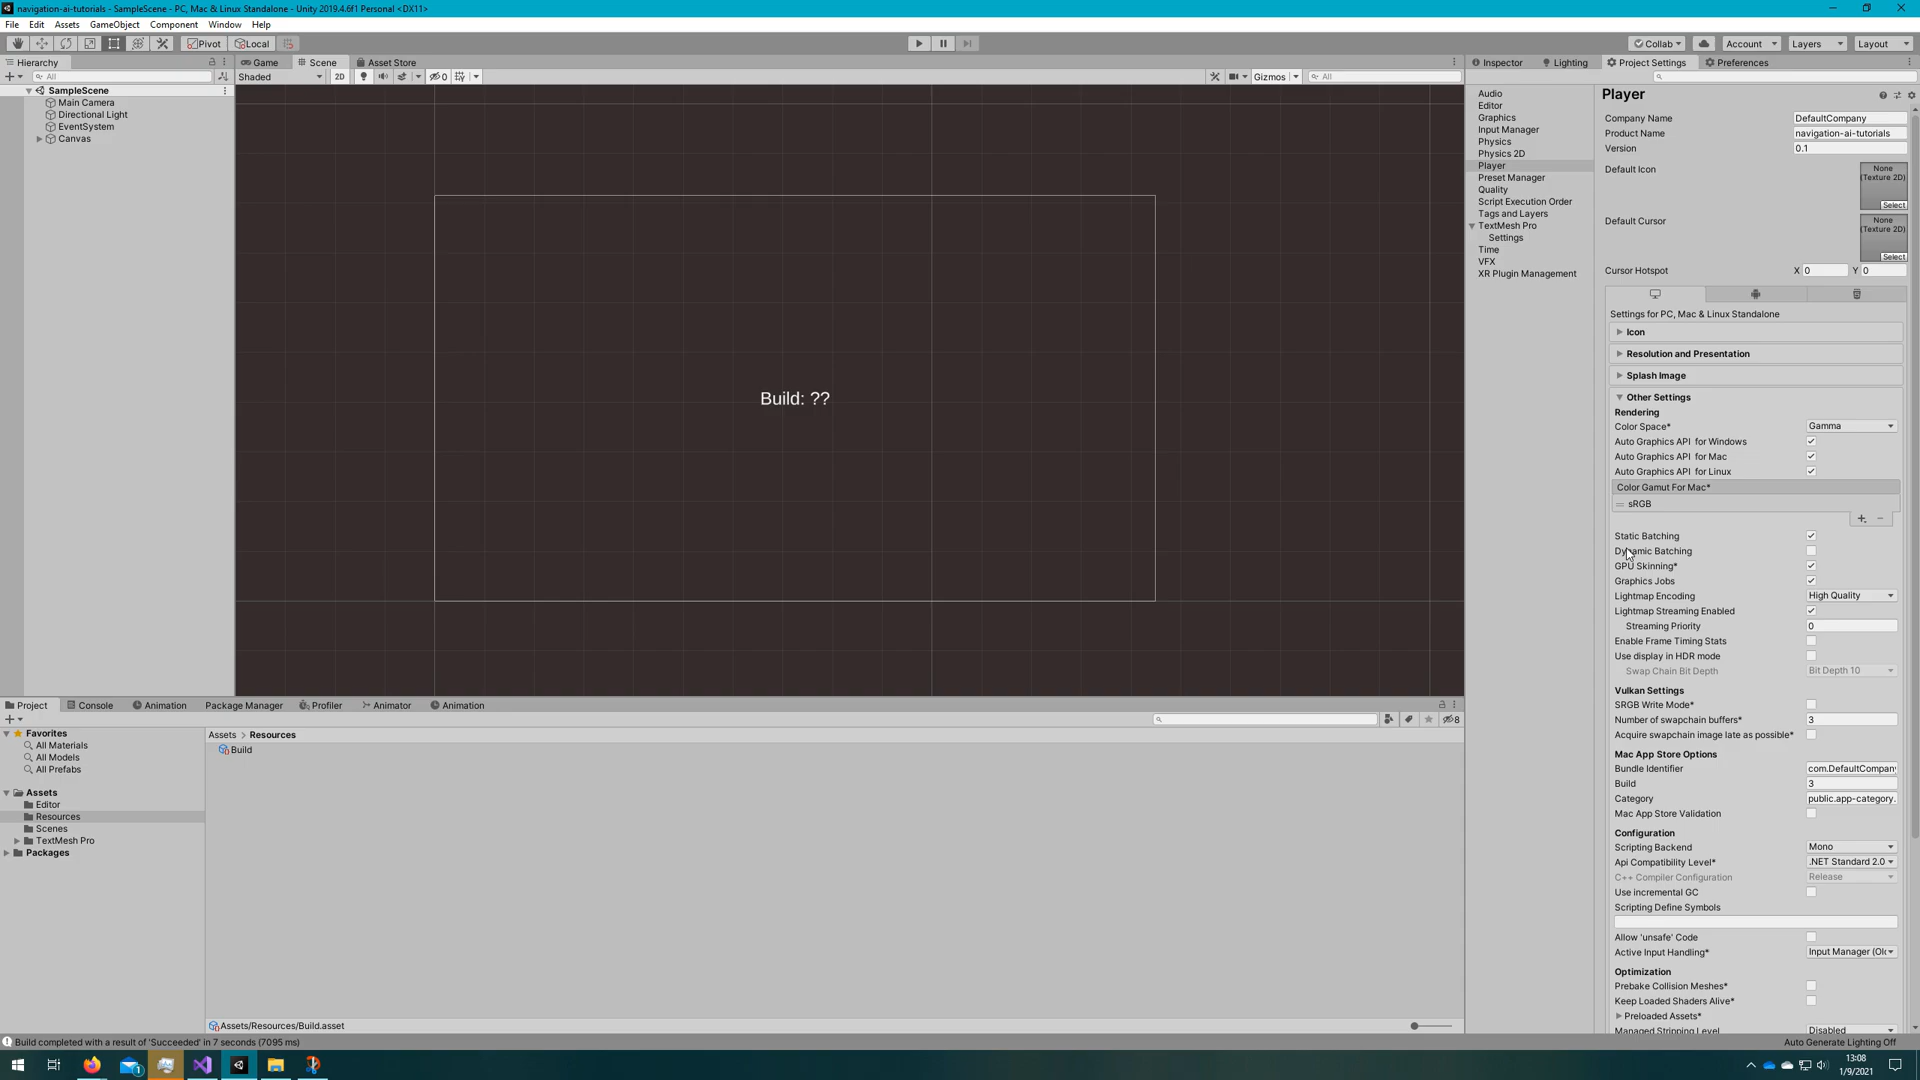 navigation-ai-tutorials - SampleScene - PC, Mac & Linux Standalone - Unity 2019.4.6f1 Personal <DX11>
File Edit Assets GameObject Component Window Help
Pivot Local Collab Account Layers Layout
Hierarchy
All
SampleScene
Main Camera
Directional Light
EventSystem
Canvas
Game Scene Asset Store
Shaded 2D 0 Gizmos All
Build: ??
Inspector Lighting Project Settings Preferences
Audio
Editor
Graphics
Input Manager
Physics
Physics 2D
Player
Preset Manager
Quality
Script Execution Order
Tags and Layers
TextMesh Pro
Settings
Time
VFX
XR Plugin Management
Player
Company Name DefaultCompany
Product Name navigation-ai-tutorials
Version 0.1
Default Icon None (Texture 2D) Select
Default Cursor None (Texture 2D) Select
Cursor Hotspot X 0 Y 0
Settings for PC, Mac & Linux Standalone
Icon
Resolution and Presentation
Splash Image
Other Settings
Rendering
Color Space* Gamma
Auto Graphics API for Windows
Auto Graphics API for Mac
Auto Graphics API for Linux
Color Gamut For Mac*
sRGB
Static Batching
Dynamic Batching
GPU Skinning*
Graphics Jobs
Lightmap Encoding High Quality
Lightmap Streaming Enabled
Streaming Priority 0
Enable Frame Timing Stats
Use display in HDR mode
Swap Chain Bit Depth Bit Depth 10
Vulkan Settings
SRGB Write Mode*
Number of swapchain buffers* 3
Acquire swapchain image late as possible*
Mac App Store Options
Bundle Identifier com.DefaultCompany
Build 3
Category public.app-category.
Mac App Store Validation
Configuration
Scripting Backend Mono
Api Compatibility Level* .NET Standard 2.0
C++ Compiler Configuration Release
Use incremental GC
Scripting Define Symbols
Allow 'unsafe' Code
Active Input Handling* Input Manager (Ol
Optimization
Prebake Collision Meshes*
Keep Loaded Shaders Alive*
Preloaded Assets*
Managed Stripping Level Disabled
Project Console Animation Package Manager Profiler Animator Animation
8
Favorites
All Materials
All Models
All Prefabs
Assets
Editor
Resources
Scenes
TextMesh Pro
Packages
Assets > Resources
Build
Assets/Resources/Build.asset
Build completed with a result of 'Succeeded' in 7 seconds (7095 ms)
Auto Generate Lighting Off
1
13:08
1/9/2021